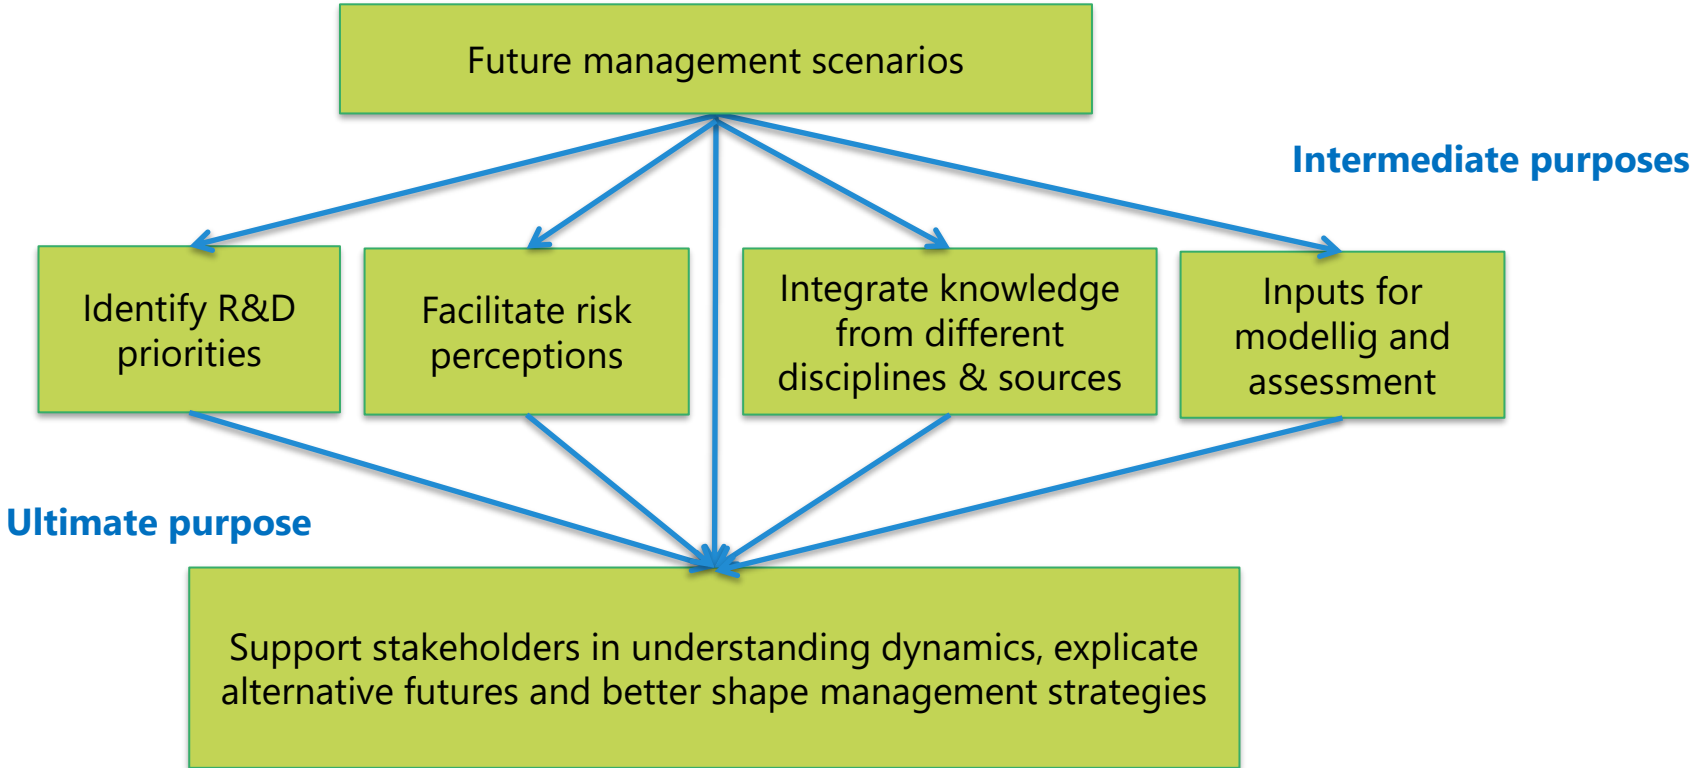 Future management scenarios
Intermediate purposes
Identify R&D
priorities
Facilitate risk
perceptions
Integrate knowledge
from different
disciplines & sources
Inputs for
modellig and
assessment
Ultimate purpose
Support stakeholders in understanding dynamics, explicate
alternative futures and better shape management strategies